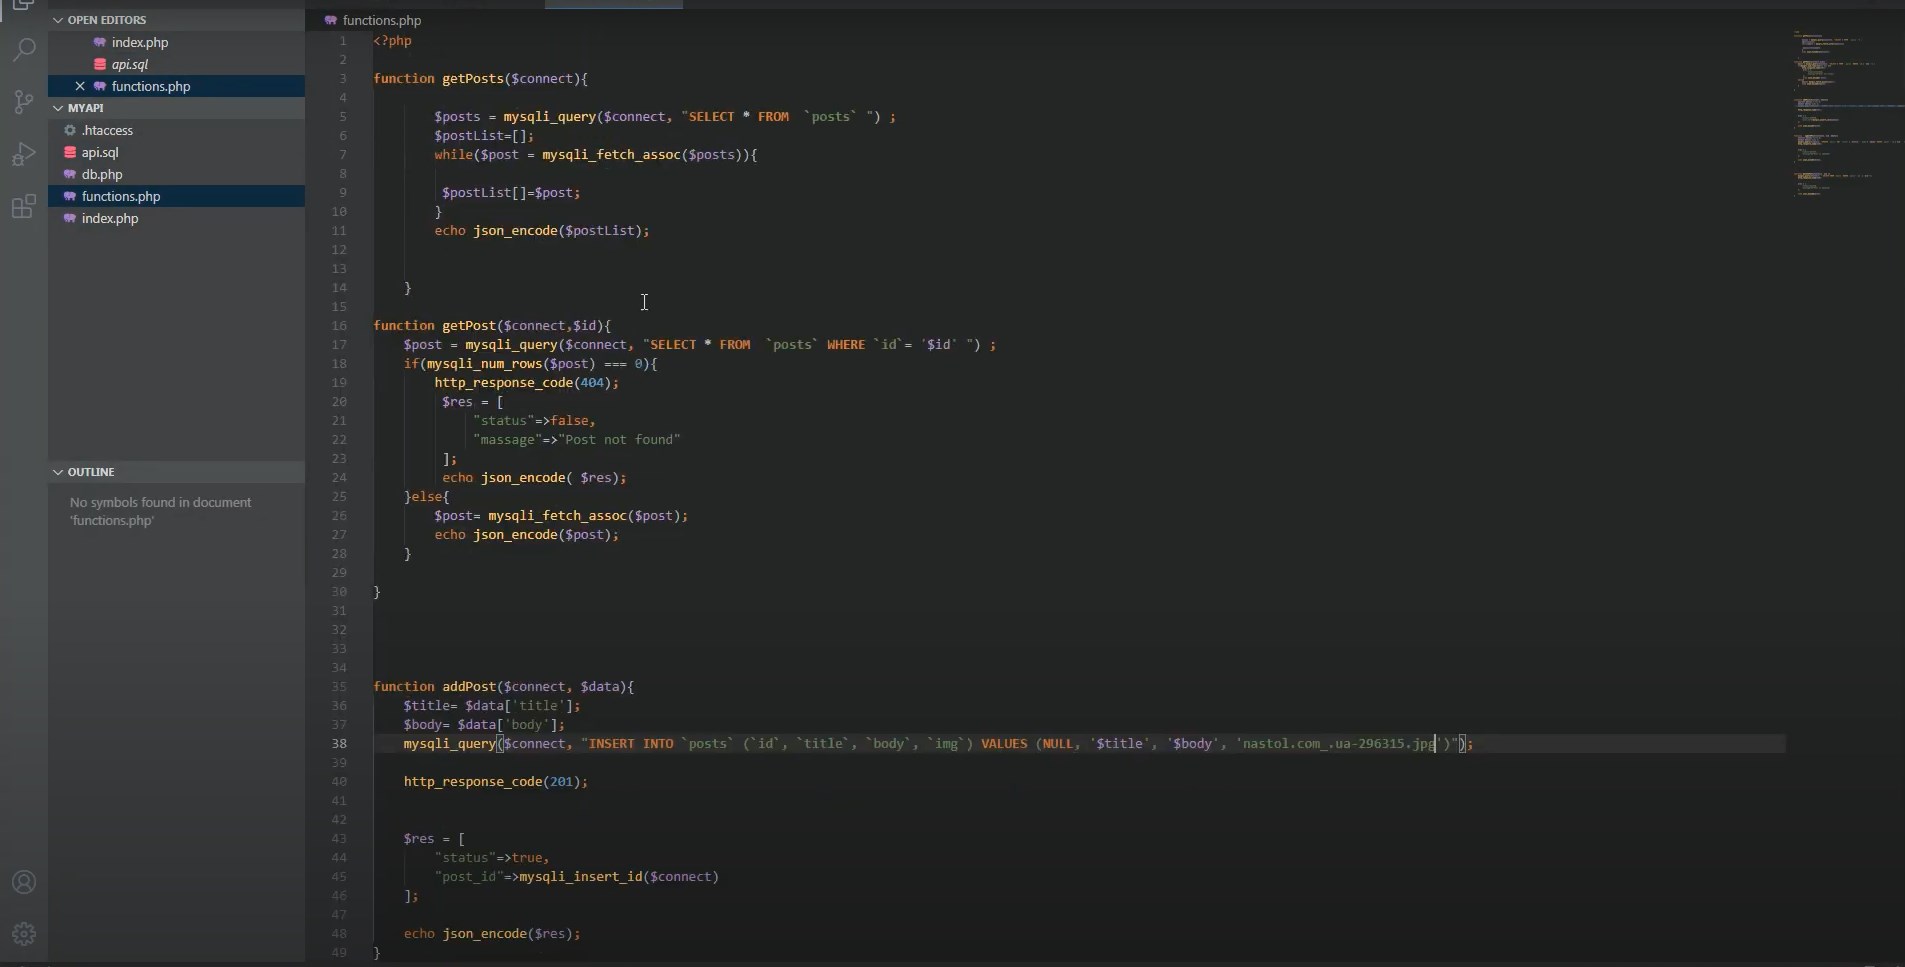 OPEN EDITORS
index.php
api.sql
functions.php
MYAPI
.htaccess
api.sql
db.php
functions.php
index.php
OUTLINE
No symbols found in document
'functions.php'
functions.php
1 <?php
2
3 function getPosts($connect){
4
5 $posts = mysqli_query($connect, "SELECT * FROM  `posts` ") ;
6 $postList=[];
7 while($post = mysqli_fetch_assoc($posts)){
8
9 $postList[]=$post;
10 }
11 echo json_encode($postList);
12
13
14 }
15
16 function getPost($connect,$id){
17 $post = mysqli_query($connect, "SELECT * FROM  `posts` WHERE `id`= '$id' ") ;
18 if(mysqli_num_rows($post) === 0){
19 http_response_code(404);
20 $res = [
21 "status"=>false,
22 "massage"=>"Post not found"
23 ];
24 echo json_encode( $res);
25 }else{
26 $post= mysqli_fetch_assoc($post);
27 echo json_encode($post);
28 }
29
30 }
31
32
33
34
35 function addPost($connect, $data){
36 $title= $data['title'];
37 $body= $data['body'];
38 mysqli_query($connect, "INSERT INTO `posts` (`id`, `title`, `body`, `img`) VALUES (NULL, '$title', '$body', 'nastol.com_.ua-296315.jpg')");
39
40 http_response_code(201);
41
42
43 $res = [
44 "status"=>true,
45 "post_id"=>mysqli_insert_id($connect)
46 ];
47
48 echo json_encode($res);
49 }